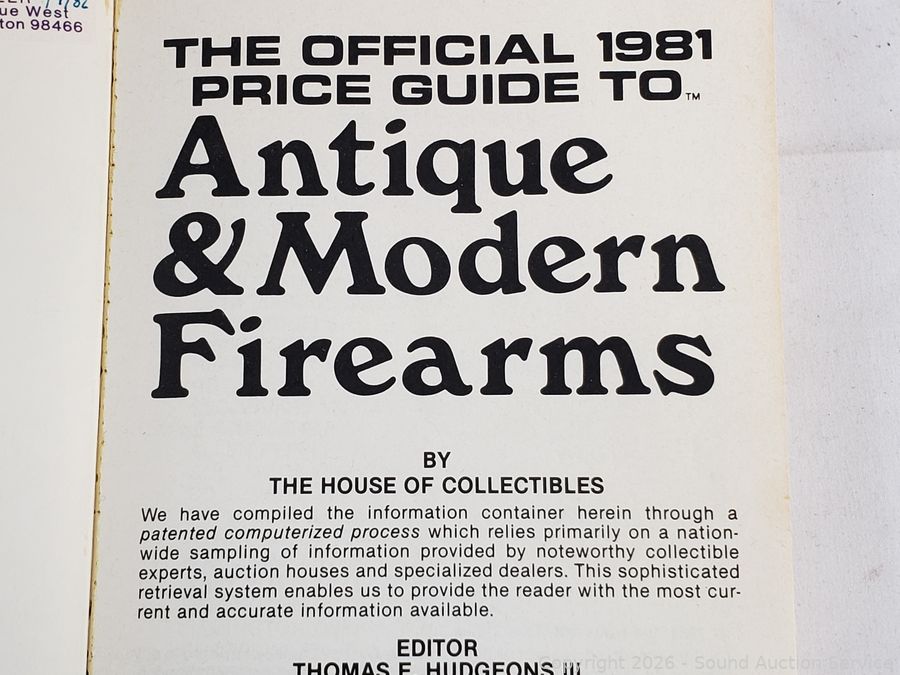 ue West
ton 98466
THE OFFICIAL 1981
PRICE GUIDE TO™
Antique
& Modern
Firearms
BY
THE HOUSE OF COLLECTIBLES
We have compiled the information container herein through a
patented computerized process which relies primarily on a nation-
wide sampling of information provided by noteworthy collectible
experts, auction houses and specialized dealers. This sophisticated
retrieval system enables us to provide the reader with the most cur-
rent and accurate information available.
EDITOR
THOMAS E. HUDGEONS III
Copyright 2026 - Sound Auction Service